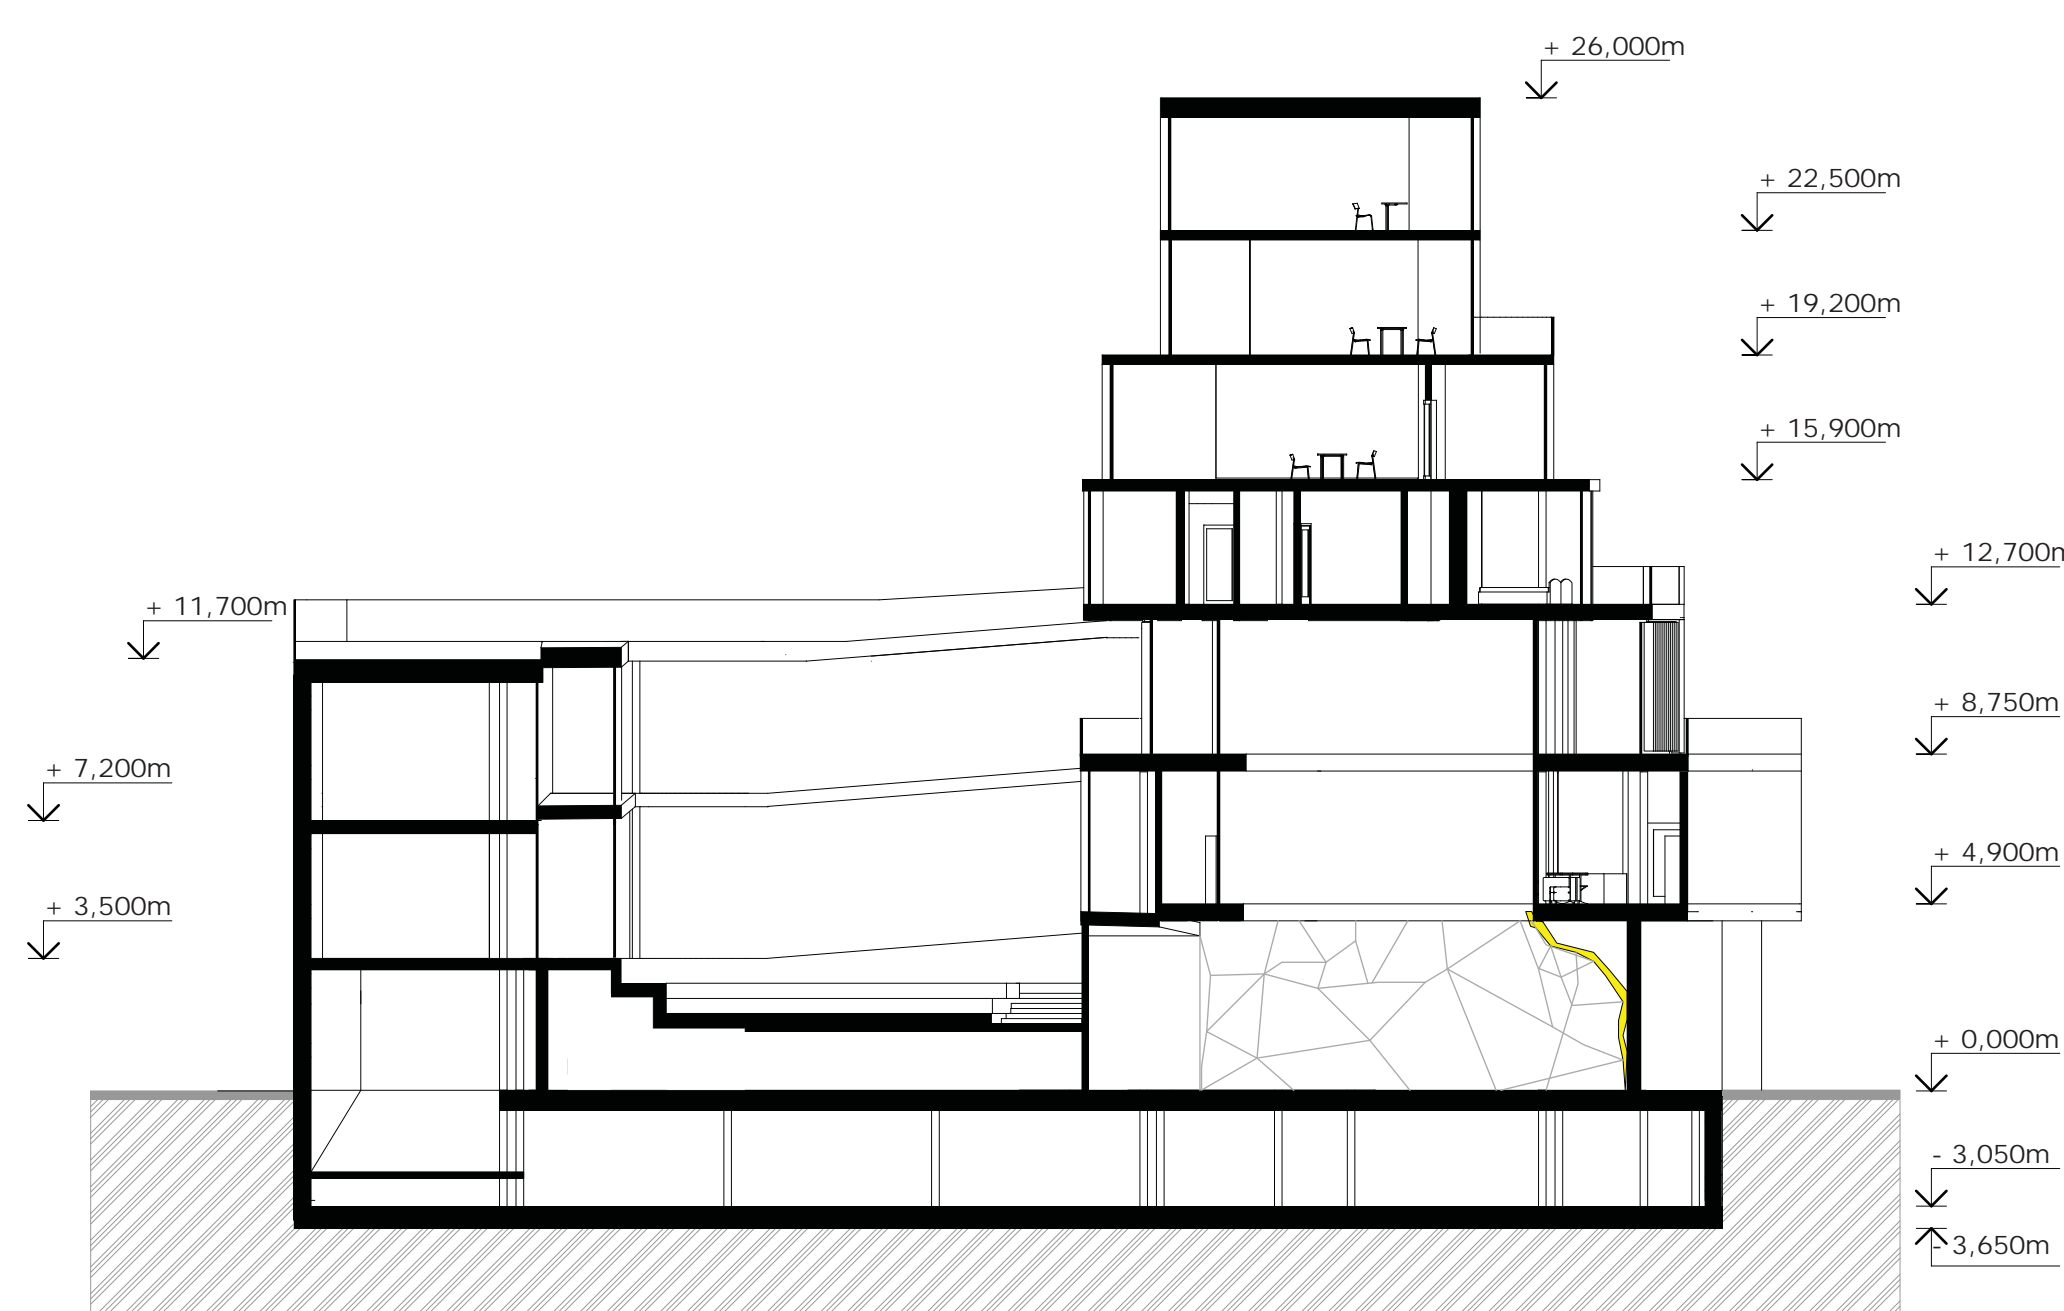 + 26,000m
+ 22,500m
+ 19,200m
+ 15,900m
+ 12,700m
+ 11,700m
+ 8,750m
+ 7,200m
+ 4,900m
+ 3,500m
+ 0,000m
- 3,050m
- 3,650m